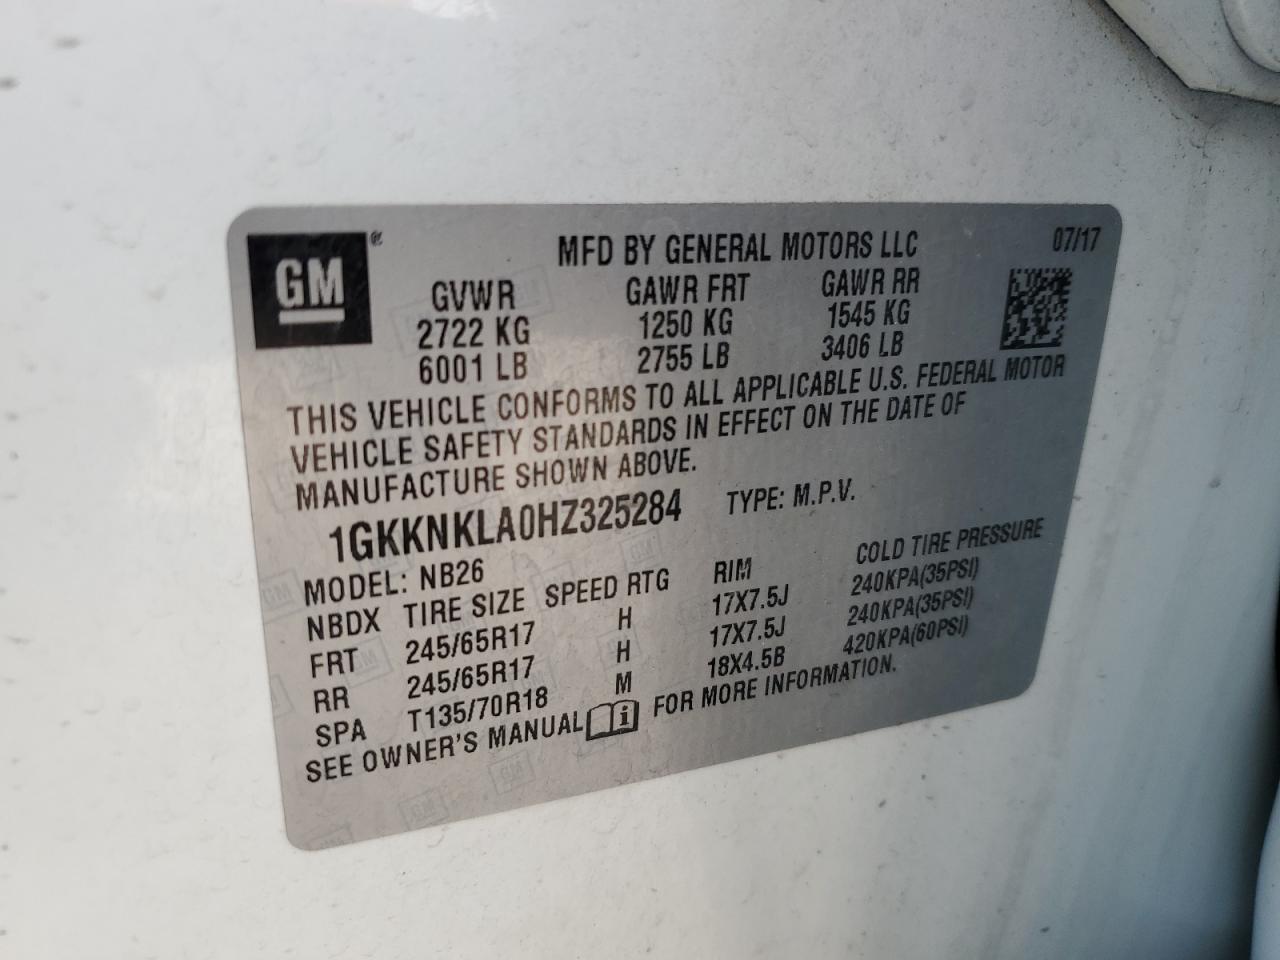 GM ®
MFD BY GENERAL MOTORS LLC 07/17
GVWR GAWR FRT GAWR RR
2722 KG 1250 KG 1545 KG
6001 LB 2755 LB 3406 LB
THIS VEHICLE CONFORMS TO ALL APPLICABLE U.S. FEDERAL MOTOR
VEHICLE SAFETY STANDARDS IN EFFECT ON THE DATE OF
MANUFACTURE SHOWN ABOVE.
1GKKNKLA0HZ325284 TYPE: M.P.V.
MODEL: NB26
NBDX TIRE SIZE SPEED RTG RIM COLD TIRE PRESSURE
FRT 245/65R17 H 17X7.5J 240KPA(35PSI)
RR 245/65R17 H 17X7.5J 240KPA(35PSI)
SPA T135/70R18 M 18X4.5B 420KPA(60PSI)
SEE OWNER'S MANUAL i FOR MORE INFORMATION.